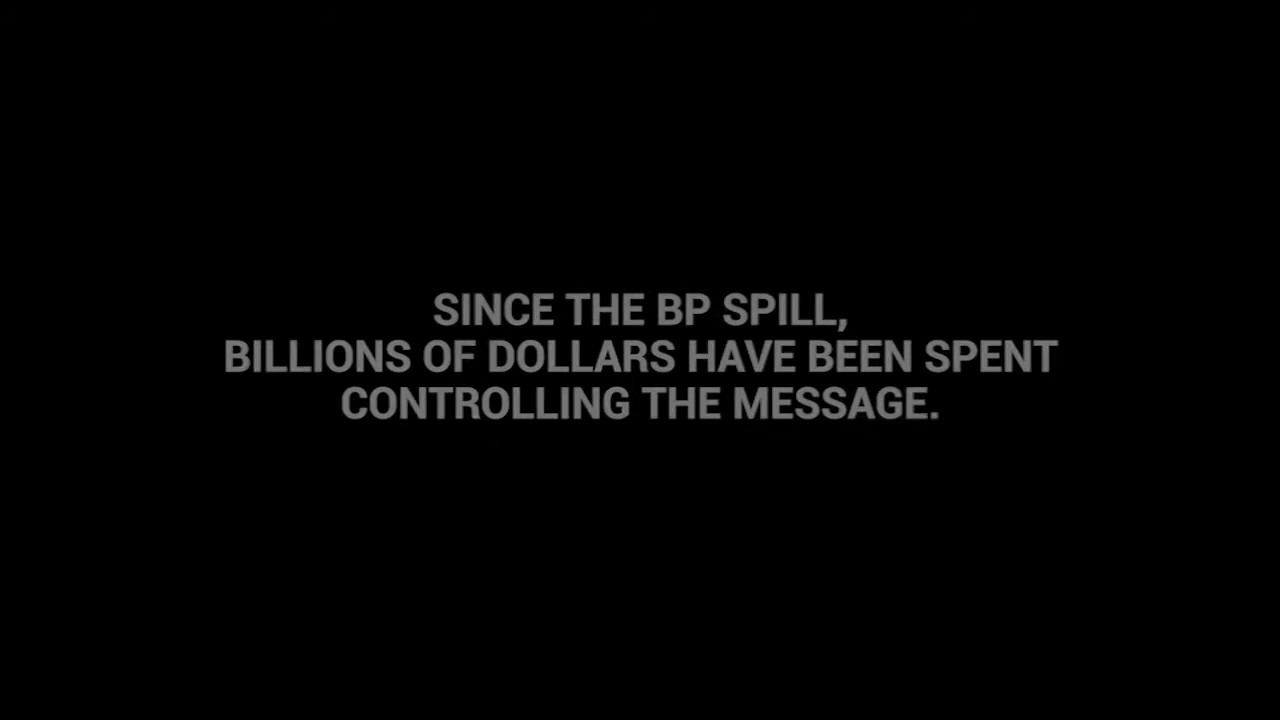 SINCE THE BP SPILL,
BILLIONS OF DOLLARS HAVE BEEN SPENT
CONTROLLING THE MESSAGE.